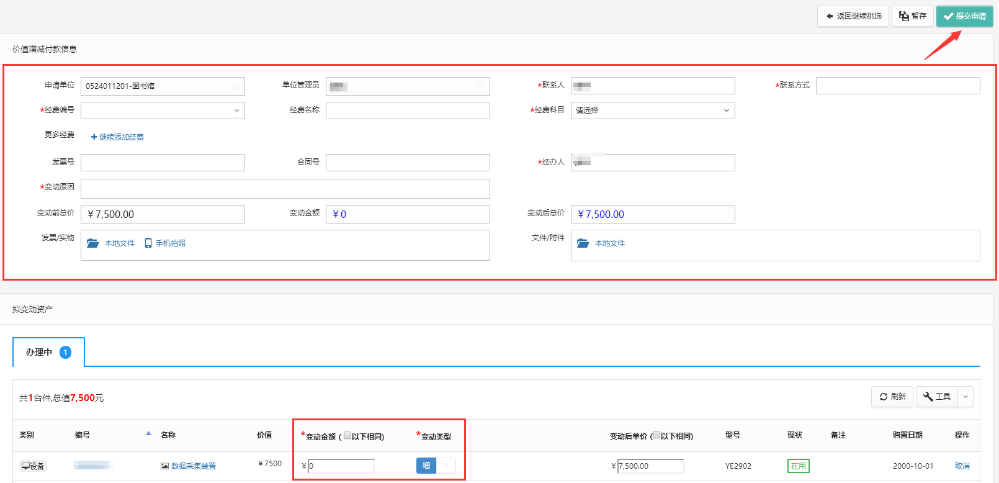 返回继续挑选 暂存 提交申请
价值增减付款信息
申请单位 0524011201-图书馆 单位管理员 *联系人 *联系方式
*经费编号 经费名称 *经费科目 请选择
更多经费 继续添加经费
发票号 合同号 *经办人
*变动原因
变动前总价 ¥7,500.00 变动金额 ¥0 变动后总价 ¥7,500.00
发票/实物 本地文件 手机拍照 文件/附件 本地文件
拟变动资产
办理中 1
共1台件,总值7,500元 刷新 工具
类别 编号 名称 价值 *变动金额 (以下相同) *变动类型 变动后单价 (以下相同) 型号 现状 备注 购置日期 操作
设备 数据采集装置 ¥7500 ¥0 增 ¥7,500.00 YE2902 在用 2000-10-01 取消